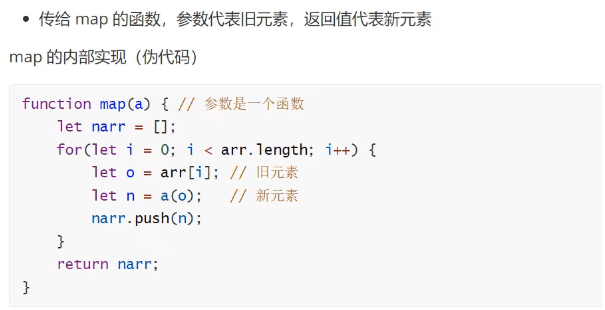 • 传给 map 的函数，参数代表旧元素，返回值代表新元素
map 的内部实现（伪代码）
function map(a) { // 参数是一个函数
    let narr = [];
    for(let i = 0; i < arr.length; i++) {
        let o = arr[i]; // 旧元素
        let n = a(o);   // 新元素
        narr.push(n);
    }
    return narr;
}